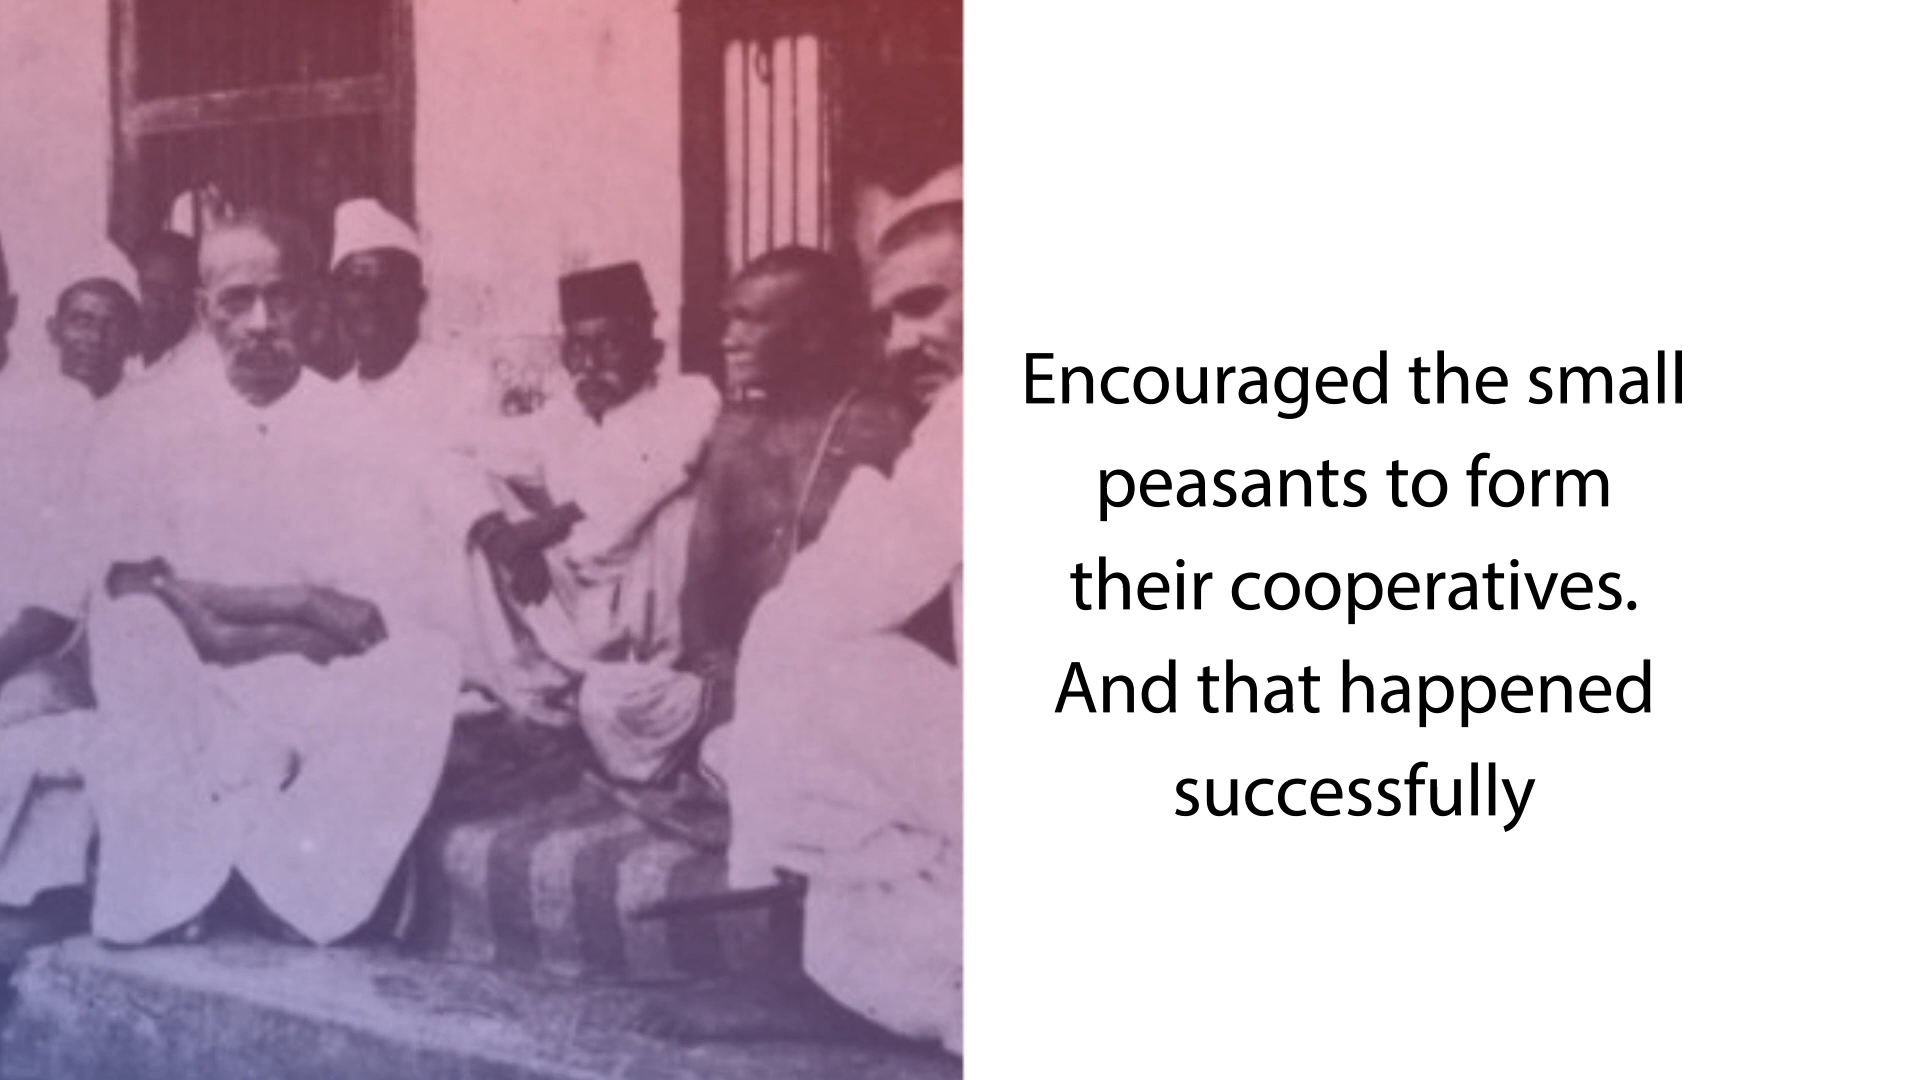 Encouraged the small
peasants to form
their cooperatives.
And that happened
successfully